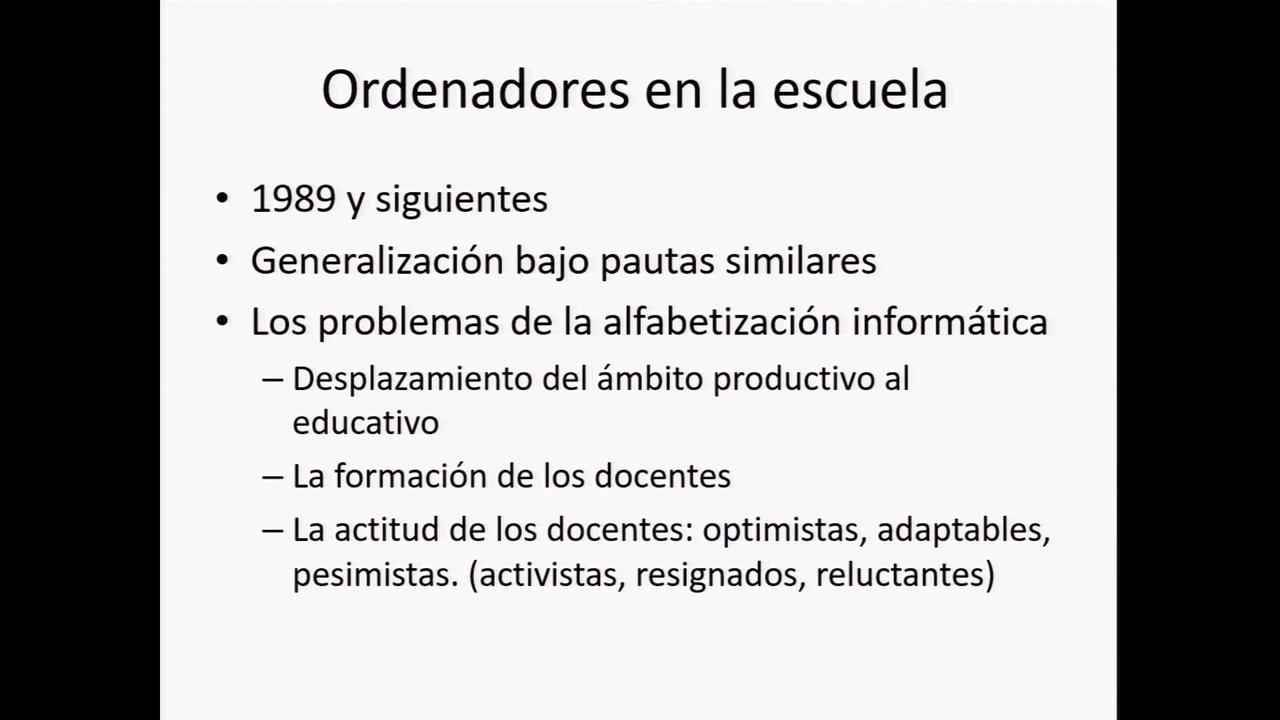 Ordenadores en la escuela
• 1989 y siguientes
• Generalización bajo pautas similares
• Los problemas de la alfabetización informática
– Desplazamiento del ámbito productivo al
educativo
– La formación de los docentes
– La actitud de los docentes: optimistas, adaptables,
pesimistas. (activistas, resignados, reluctantes)